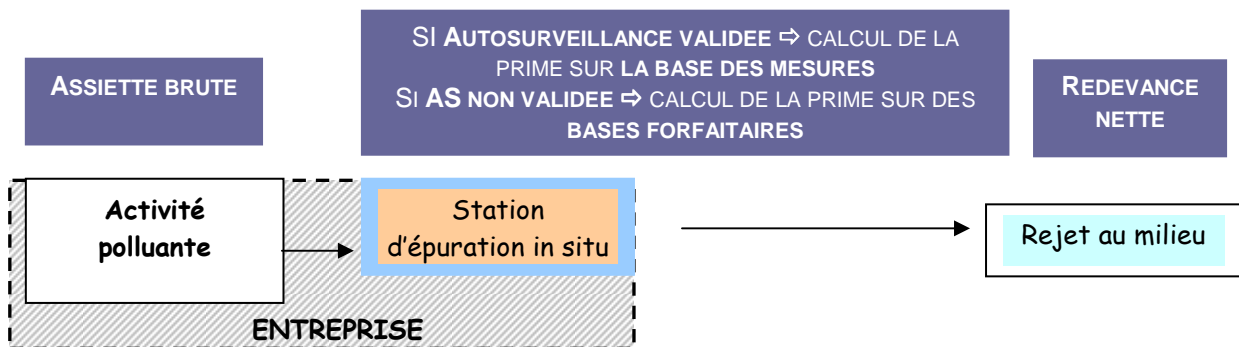 ASSIETTE BRUTE
SI AUTOSURVEILLANCE VALIDEE ⇨ CALCUL DE LA
PRIME SUR LA BASE DES MESURES
SI AS NON VALIDEE ⇨ CALCUL DE LA PRIME SUR DES
BASES FORFAITAIRES
REDEVANCE
NETTE
Activité
polluante
Station
d'épuration in situ
Rejet au milieu
ENTREPRISE